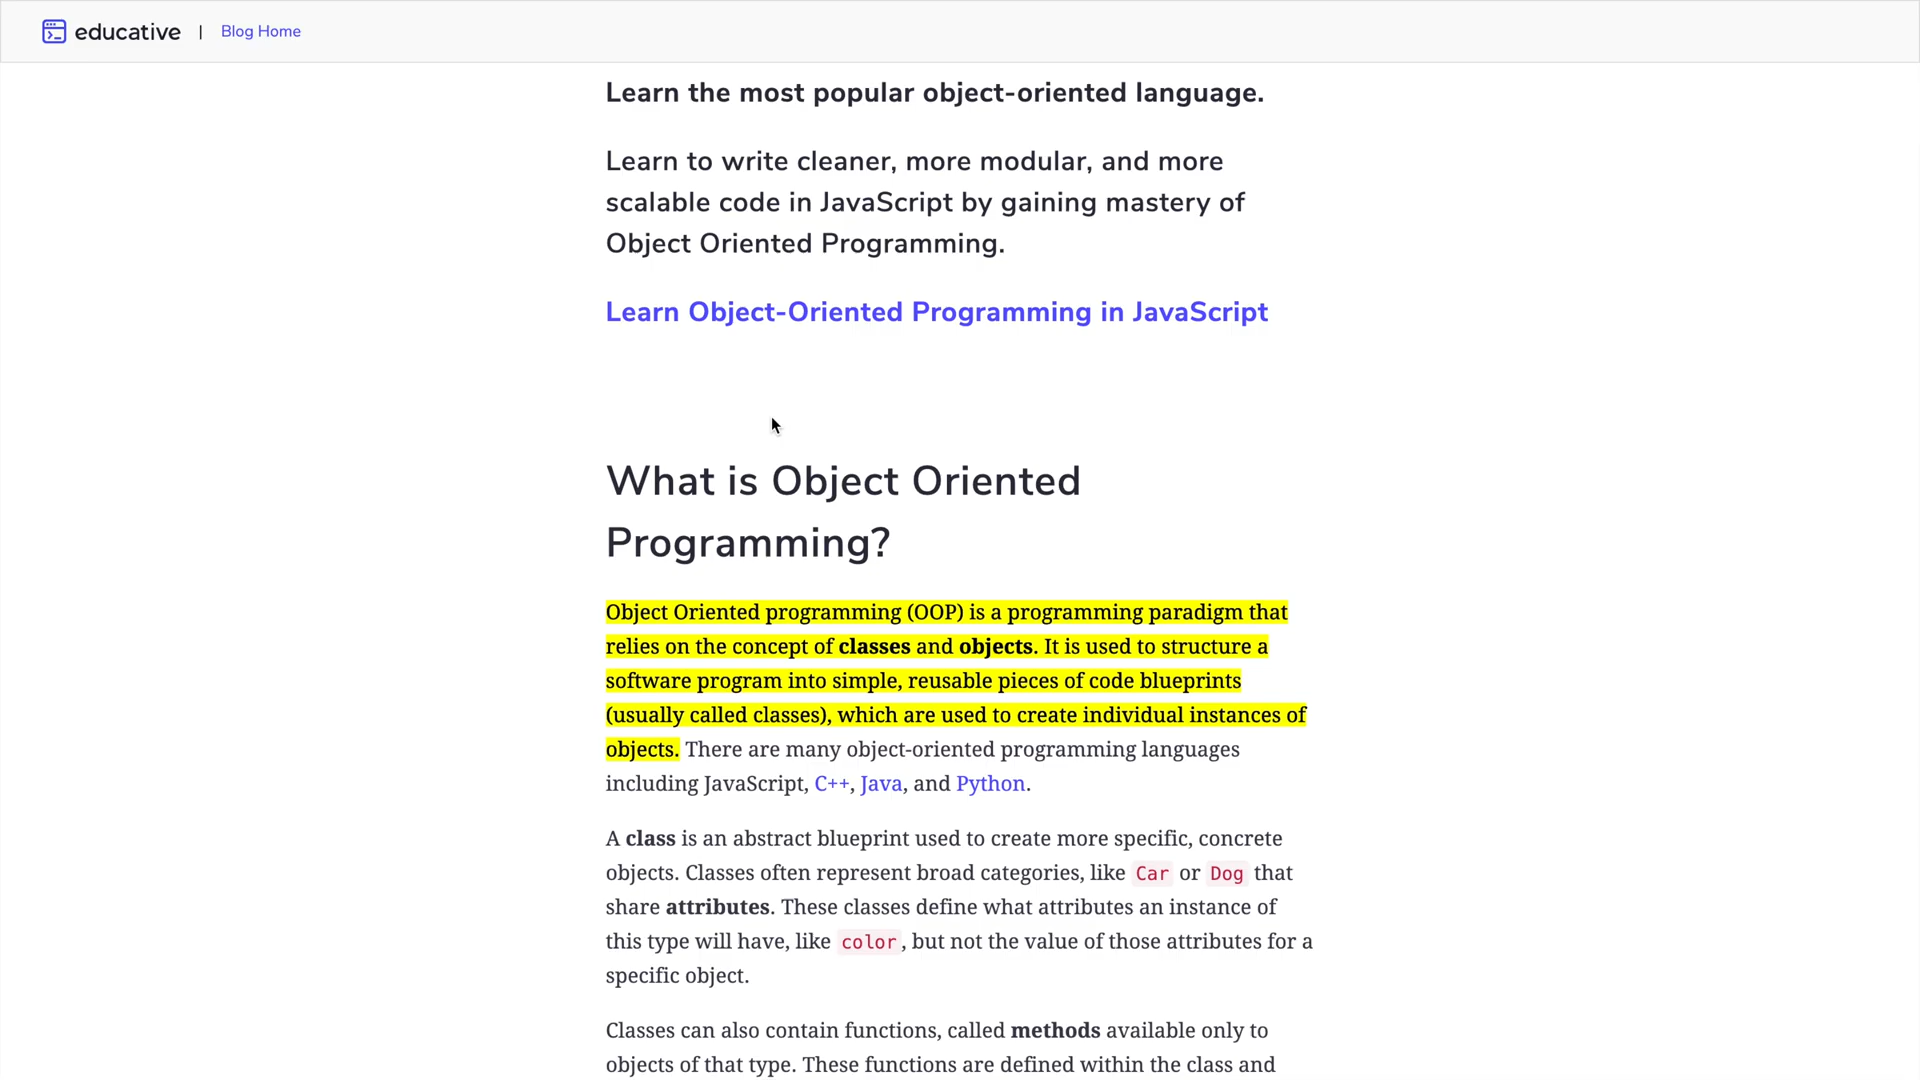 educative | Blog Home
Learn the most popular object-oriented language.
Learn to write cleaner, more modular, and more
scalable code in JavaScript by gaining mastery of
Object Oriented Programming.
Learn Object-Oriented Programming in JavaScript
What is Object Oriented
Programming?
Object Oriented programming (OOP) is a programming paradigm that
relies on the concept of classes and objects. It is used to structure a
software program into simple, reusable pieces of code blueprints
(usually called classes), which are used to create individual instances of
objects. There are many object-oriented programming languages
including JavaScript, C++, Java, and Python.
A class is an abstract blueprint used to create more specific, concrete
objects. Classes often represent broad categories, like Car or Dog that
share attributes. These classes define what attributes an instance of
this type will have, like color, but not the value of those attributes for a
specific object.
Classes can also contain functions, called methods available only to
objects of that type. These functions are defined within the class and